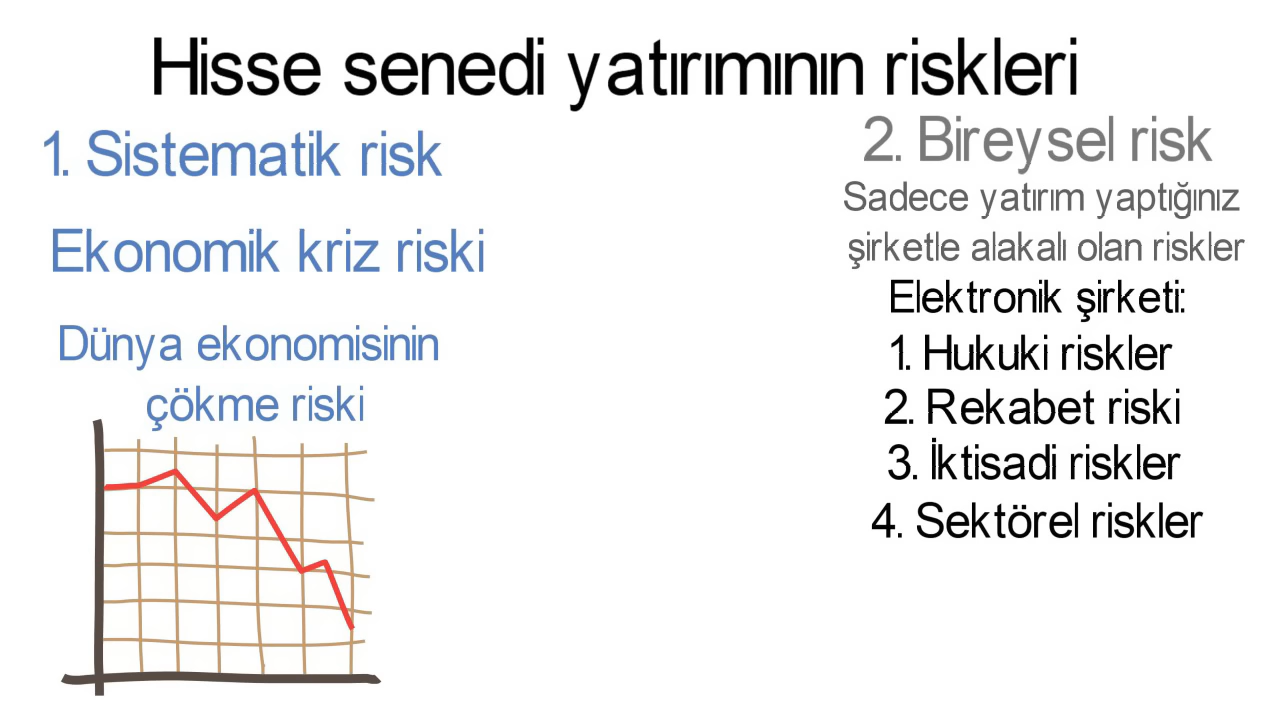 Hisse senedi yatırımının riskleri
1. Sistematik risk
Ekonomik kriz riski
Dünya ekonomisinin
çökme riski
2. Bireysel risk
Sadece yatırım yaptığınız
şirketle alakalı olan riskler
Elektronik şirketi:
1. Hukuki riskler
2. Rekabet riski
3. İktisadi riskler
4. Sektörel riskler